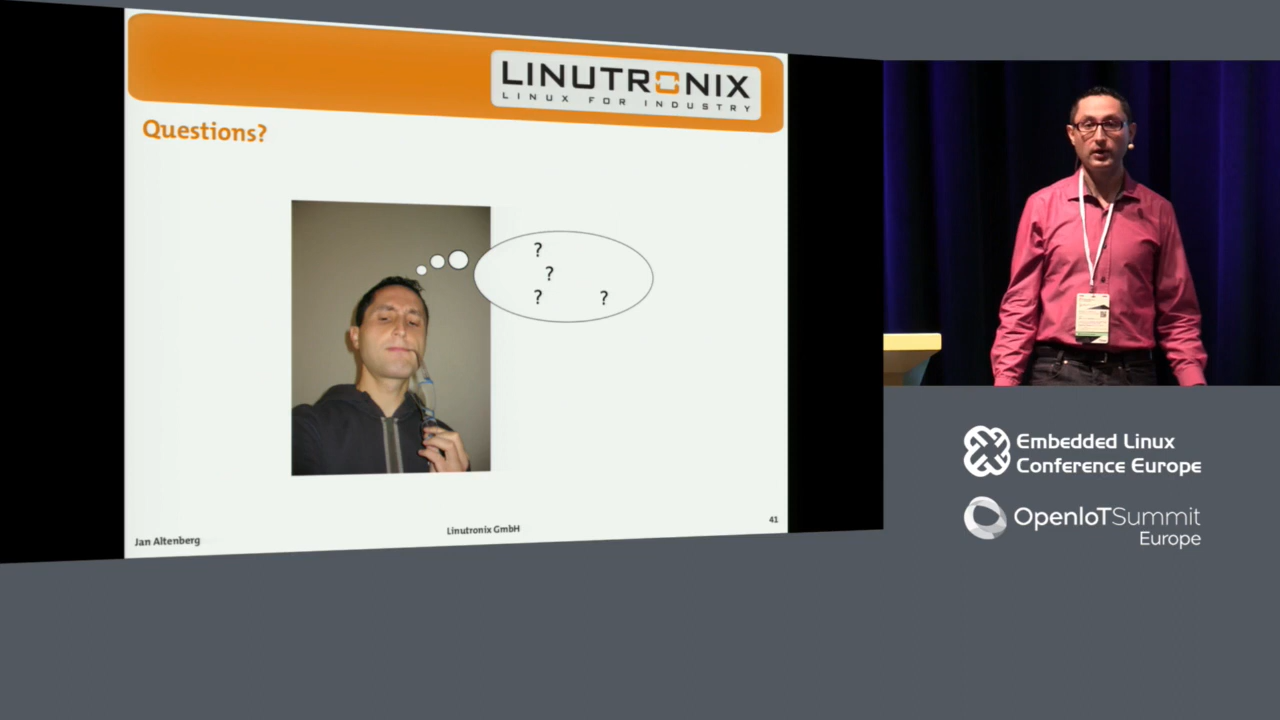 LINUTRONIX
LINUX FOR INDUSTRY
Questions?
?
?
? ?
Jan Altenberg
Linutronix GmbH
41
Embedded Linux
Conference Europe
OpenIoTSummit
Europe